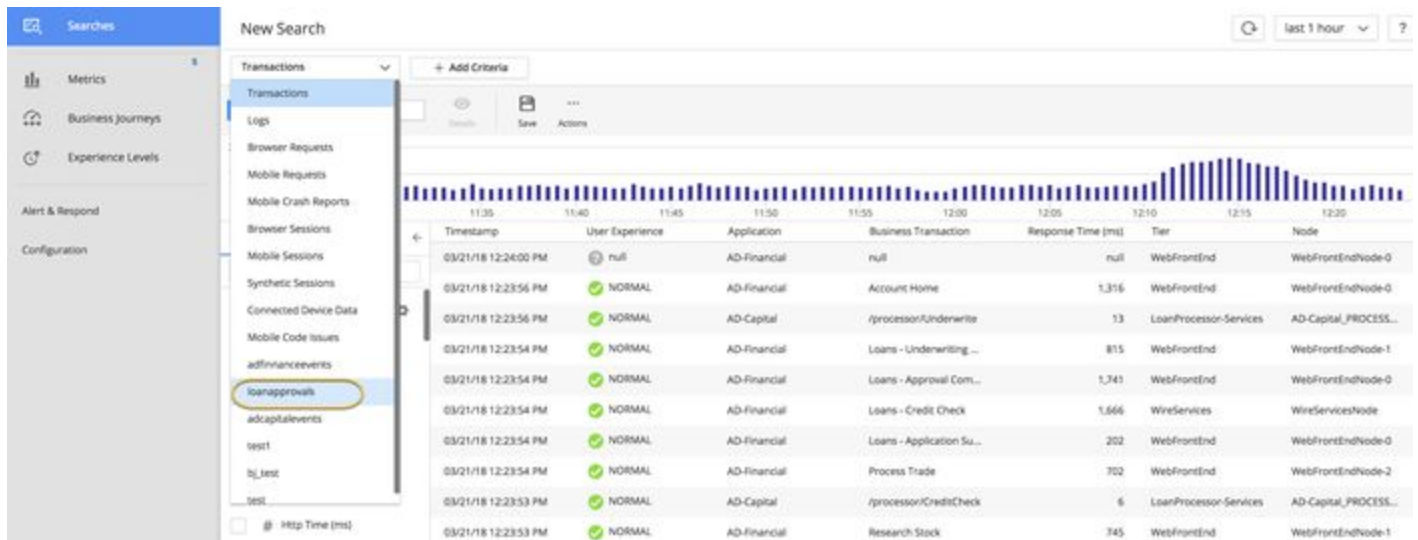 Searches
New Search
last 1 hour
?
5
Metrics
Business Journeys
Experience Levels
Alert & Respond
Configuration
Transactions
+ Add Criteria
Transactions
Logs
Browser Requests
Mobile Requests
Mobile Crash Reports
Browser Sessions
Mobile Sessions
Synthetic Sessions
Connected Device Data
Mobile Code Issues
adfinnanceevents
loanapprovals
adcapitalevents
test1
bj_test
test
# Http Time (ms)
Details
Save
Actions
11:35 11:40 11:45 11:50 11:55 12:00 12:05 12:10 12:15 12:20
Timestamp User Experience Application Business Transaction Response Time (ms) Tier Node
03/21/18 12:24:00 PM null AD-Financial null null WebFrontEnd WebFrontEndNode-0
03/21/18 12:23:56 PM NORMAL AD-Financial Account Home 1,316 WebFrontEnd WebFrontEndNode-0
03/21/18 12:23:56 PM NORMAL AD-Capital /processor/Underwrite 13 LoanProcessor-Services AD-Capital_PROCESS...
03/21/18 12:23:54 PM NORMAL AD-Financial Loans - Underwriting ... 815 WebFrontEnd WebFrontEndNode-1
03/21/18 12:23:54 PM NORMAL AD-Financial Loans - Approval Com... 1,741 WebFrontEnd WebFrontEndNode-0
03/21/18 12:23:54 PM NORMAL AD-Financial Loans - Credit Check 1,666 WireServices WireServicesNode
03/21/18 12:23:54 PM NORMAL AD-Financial Loans - Application Su... 202 WebFrontEnd WebFrontEndNode-0
03/21/18 12:23:54 PM NORMAL AD-Financial Process Trade 702 WebFrontEnd WebFrontEndNode-2
03/21/18 12:23:53 PM NORMAL AD-Capital /processor/CreditCheck 6 LoanProcessor-Services AD-Capital_PROCESS...
03/21/18 12:23:53 PM NORMAL AD-Financial Research Stock 745 WebFrontEnd WebFrontEndNode-1